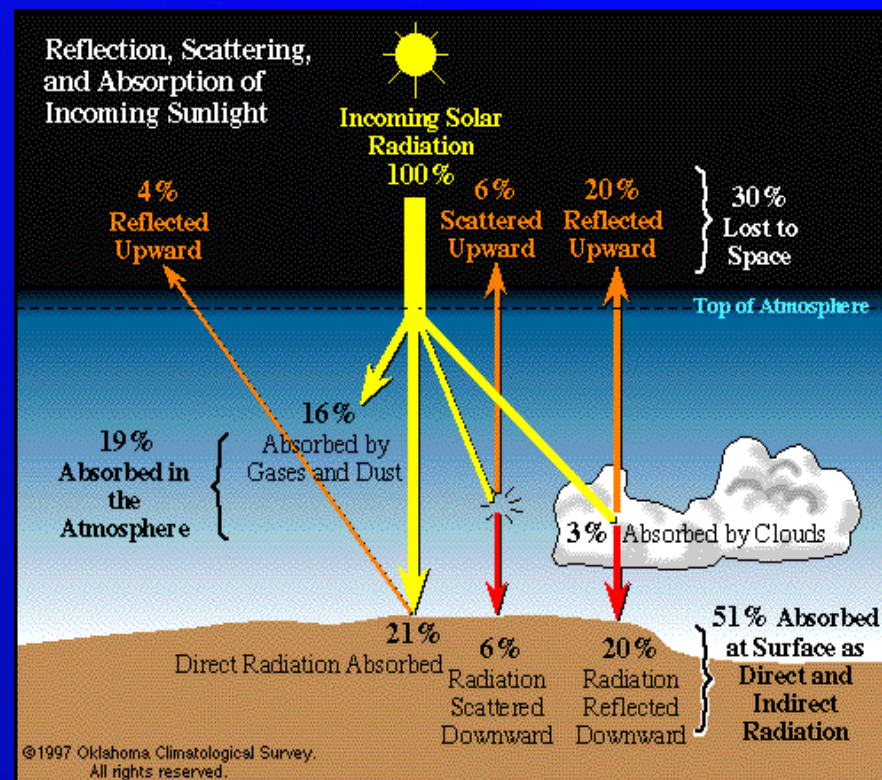 Reflection, Scattering,
and Absorption of
Incoming Sunlight
Incoming Solar
Radiation
100%
4%
Reflected
Upward
6%
Scattered
Upward
20%
Reflected
Upward
30%
Lost to
Space
Top of Atmosphere
16%
Absorbed by
Gases and Dust
19%
Absorbed in
the
Atmosphere
3% Absorbed by Clouds
21%
Direct Radiation Absorbed
6%
Radiation
Scattered
Downward
20%
Radiation
Reflected
Downward
51% Absorbed
at Surface as
Direct and
Indirect
Radiation
©1997 Oklahoma Climatological Survey.
All rights reserved.